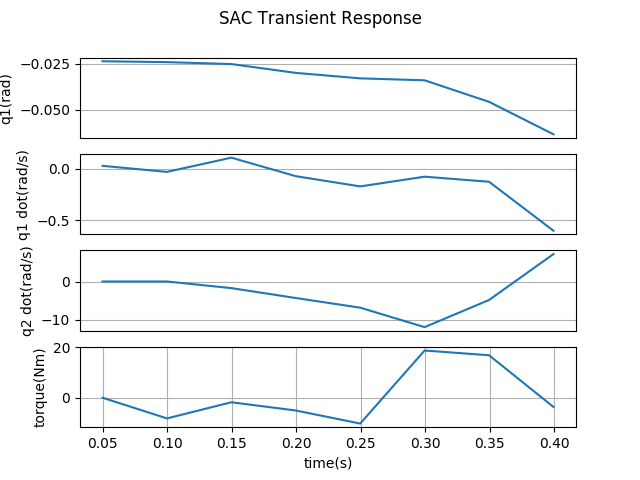 SAC Transient Response
−0.025
−0.050
q1(rad)
0.0
−0.5
q1 dot(rad/s)
0
−10
q2 dot(rad/s)
20
0
torque(Nm)
0.05 0.10 0.15 0.20 0.25 0.30 0.35 0.40
time(s)